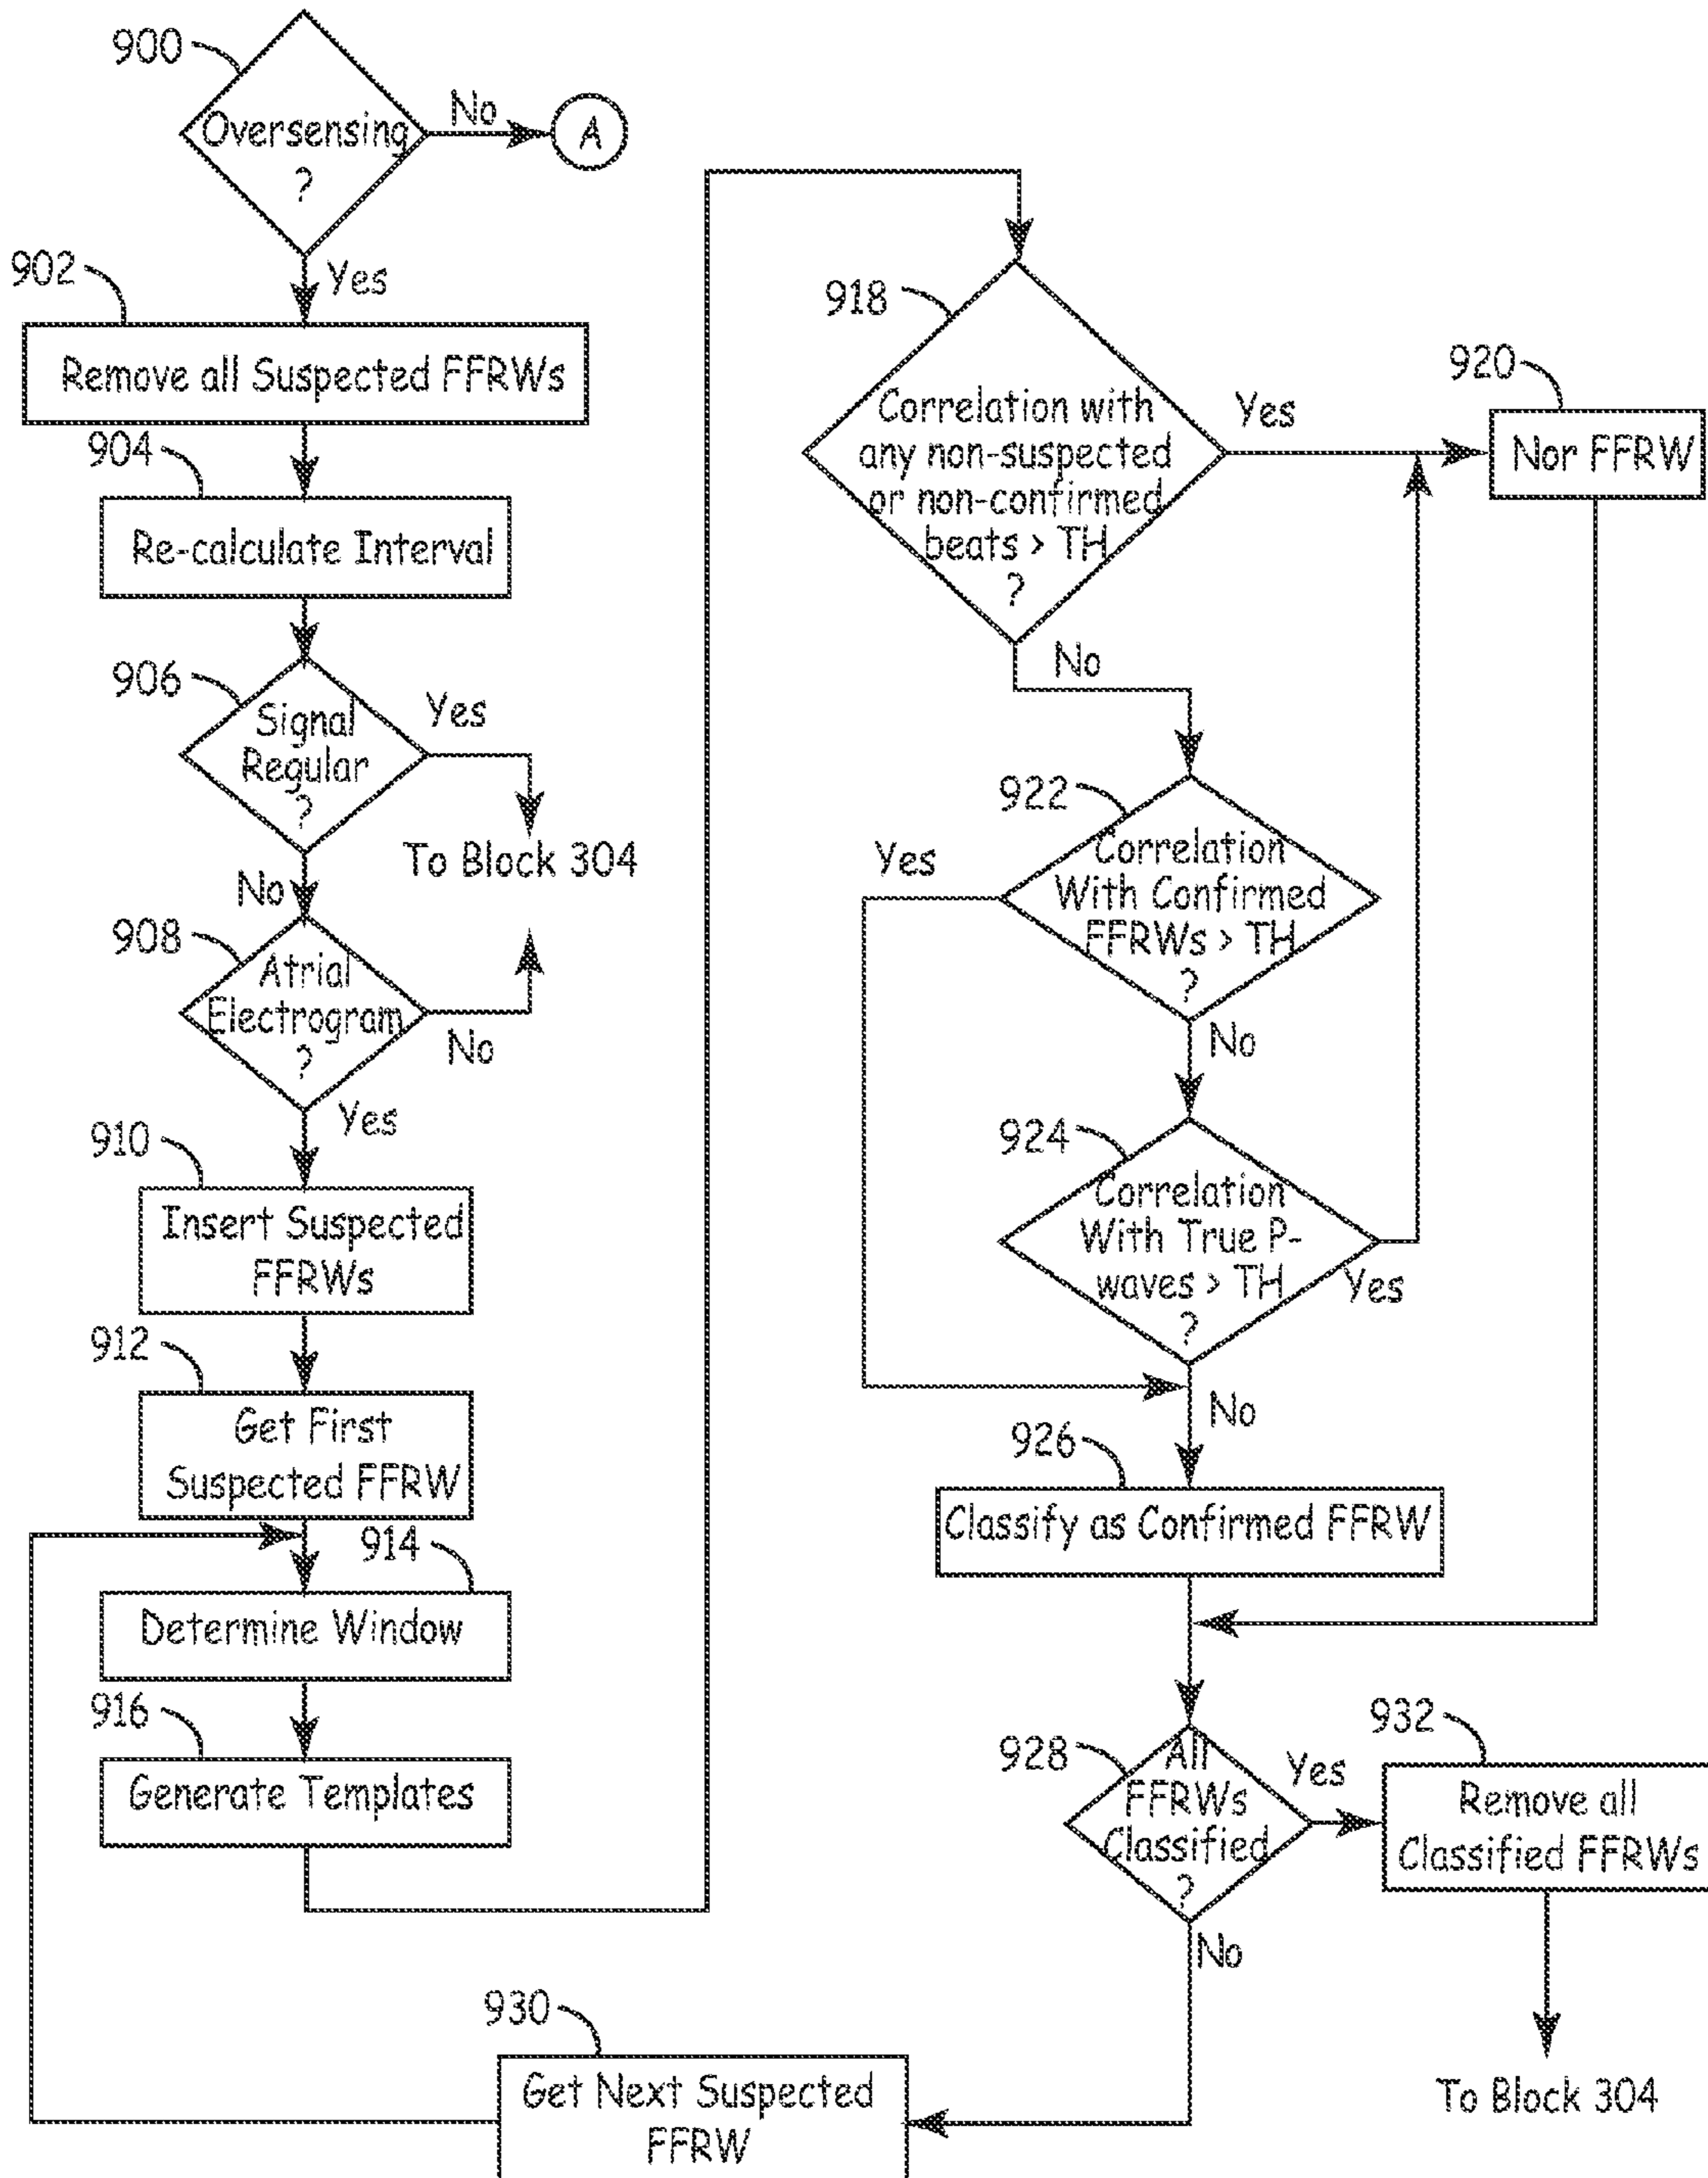 900
Oversensing
?
No
A
Yes
902
Remove all Suspected FFRWs
904
Re-calculate Interval
906
Signal
Regular
?
Yes
To Block 304
No
908
Atrial
Electrogram
?
No
Yes
910
Insert Suspected
FFRWs
912
Get First
Suspected FFRW
914
Determine Window
916
Generate Templates
918
Correlation with
any non-suspected
or non-confirmed
beats > TH
?
Yes
920
Nor FFRW
No
922
Correlation
With Confirmed
FFRWs > TH
?
Yes
No
924
Correlation
With True P-
waves > TH
?
Yes
No
926
Classify as Confirmed FFRW
928
All
FFRWs
Classified
?
Yes
932
Remove all
Classified FFRWs
To Block 304
No
930
Get Next Suspected
FFRW